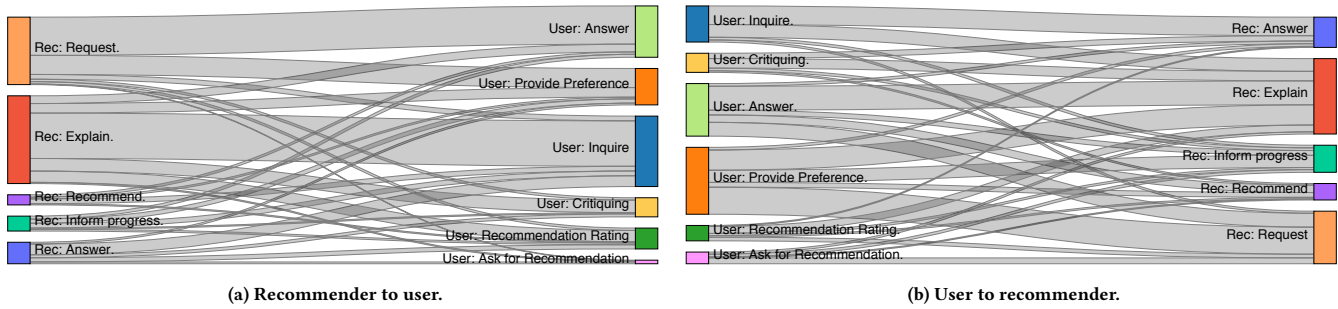 Rec: Request.
Rec: Explain.
Rec: Recommend.
Rec: Inform progress.
Rec: Answer.
User: Answer
User: Provide Preference
User: Inquire
User: Critiquing
User: Recommendation Rating
User: Ask for Recommendation
(a) Recommender to user.
User: Inquire.
User: Critiquing.
User: Answer.
User: Provide Preference.
User: Recommendation Rating.
User: Ask for Recommendation.
Rec: Answer
Rec: Explain
Rec: Inform progress
Rec: Recommend
Rec: Request
(b) User to recommender.